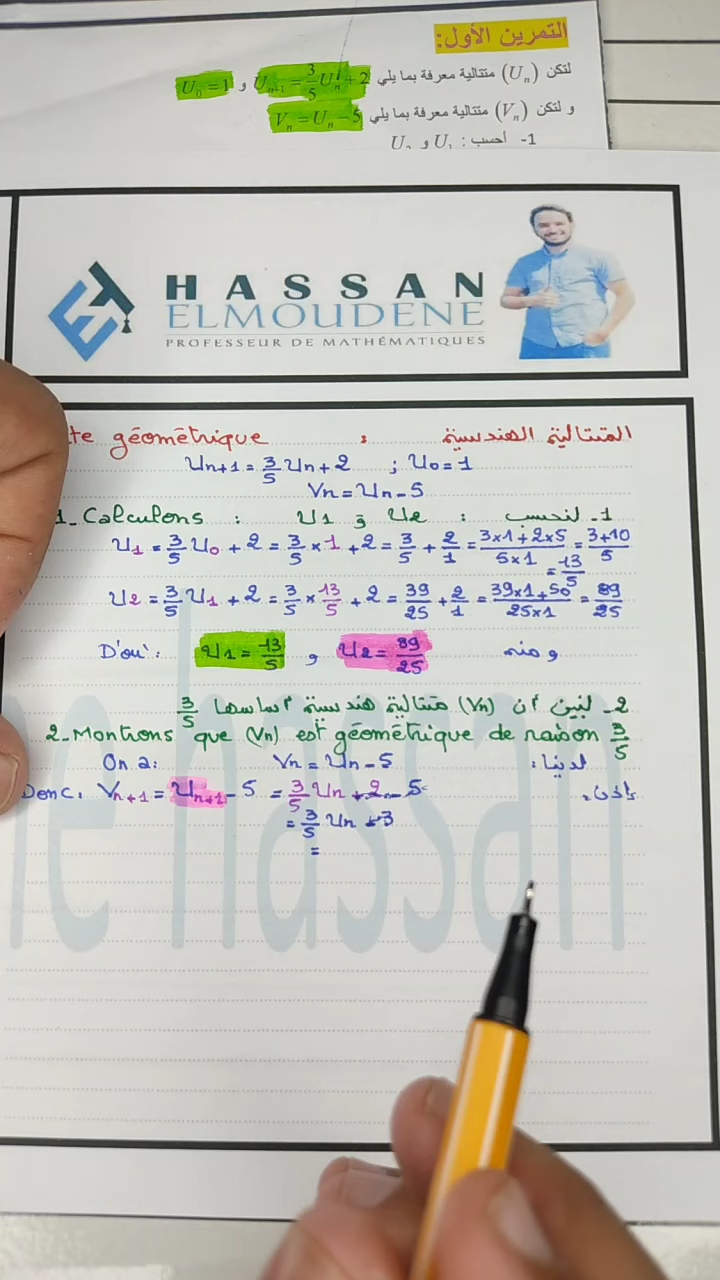 التمرين الأول:
لتكن (Uₙ) متتالية معرفة بما يلي Uₙ₊₁ = 3/5 Uₙ + 2 و U₀ = 1
و لتكن (Vₙ) متتالية معرفة بما يلي Vₙ = Uₙ - 5
1- أحسب : U₁ و U₂
HASSAN
ELMOUDENE
PROFESSEUR DE MATHÉMATIQUES
te géométrique : المتتالية الهندسية
Un+1 = 3/5 Un + 2 ; U0 = 1
Vn = Un - 5
1- Calculons : U1 و U2 : 1- لنحسب
U1 = 3/5 U0 + 2 = 3/5 × 1 + 2 = 3/5 + 2/1 = (3×1+2×5)/(5×1) = (3+10)/5
= 13/5
U2 = 3/5 U1 + 2 = 3/5 × 13/5 + 2 = 39/25 + 2/1 = (39×1+50)/(25×1) = 89/25
D'où : U1 = 13/5 و U2 = 89/25 و منه
2- لنبين أن (Vn) متتالية هندسية أساسها 3/5
2- Montrons que (Vn) est géométrique de raison 3/5
On a : Vn = Un - 5 لدينا :
Donc : Vn+1 = Un+1 - 5 = 3/5 Un + 2 - 5 إذن :
= 3/5 Un - 3
=
ne hassan